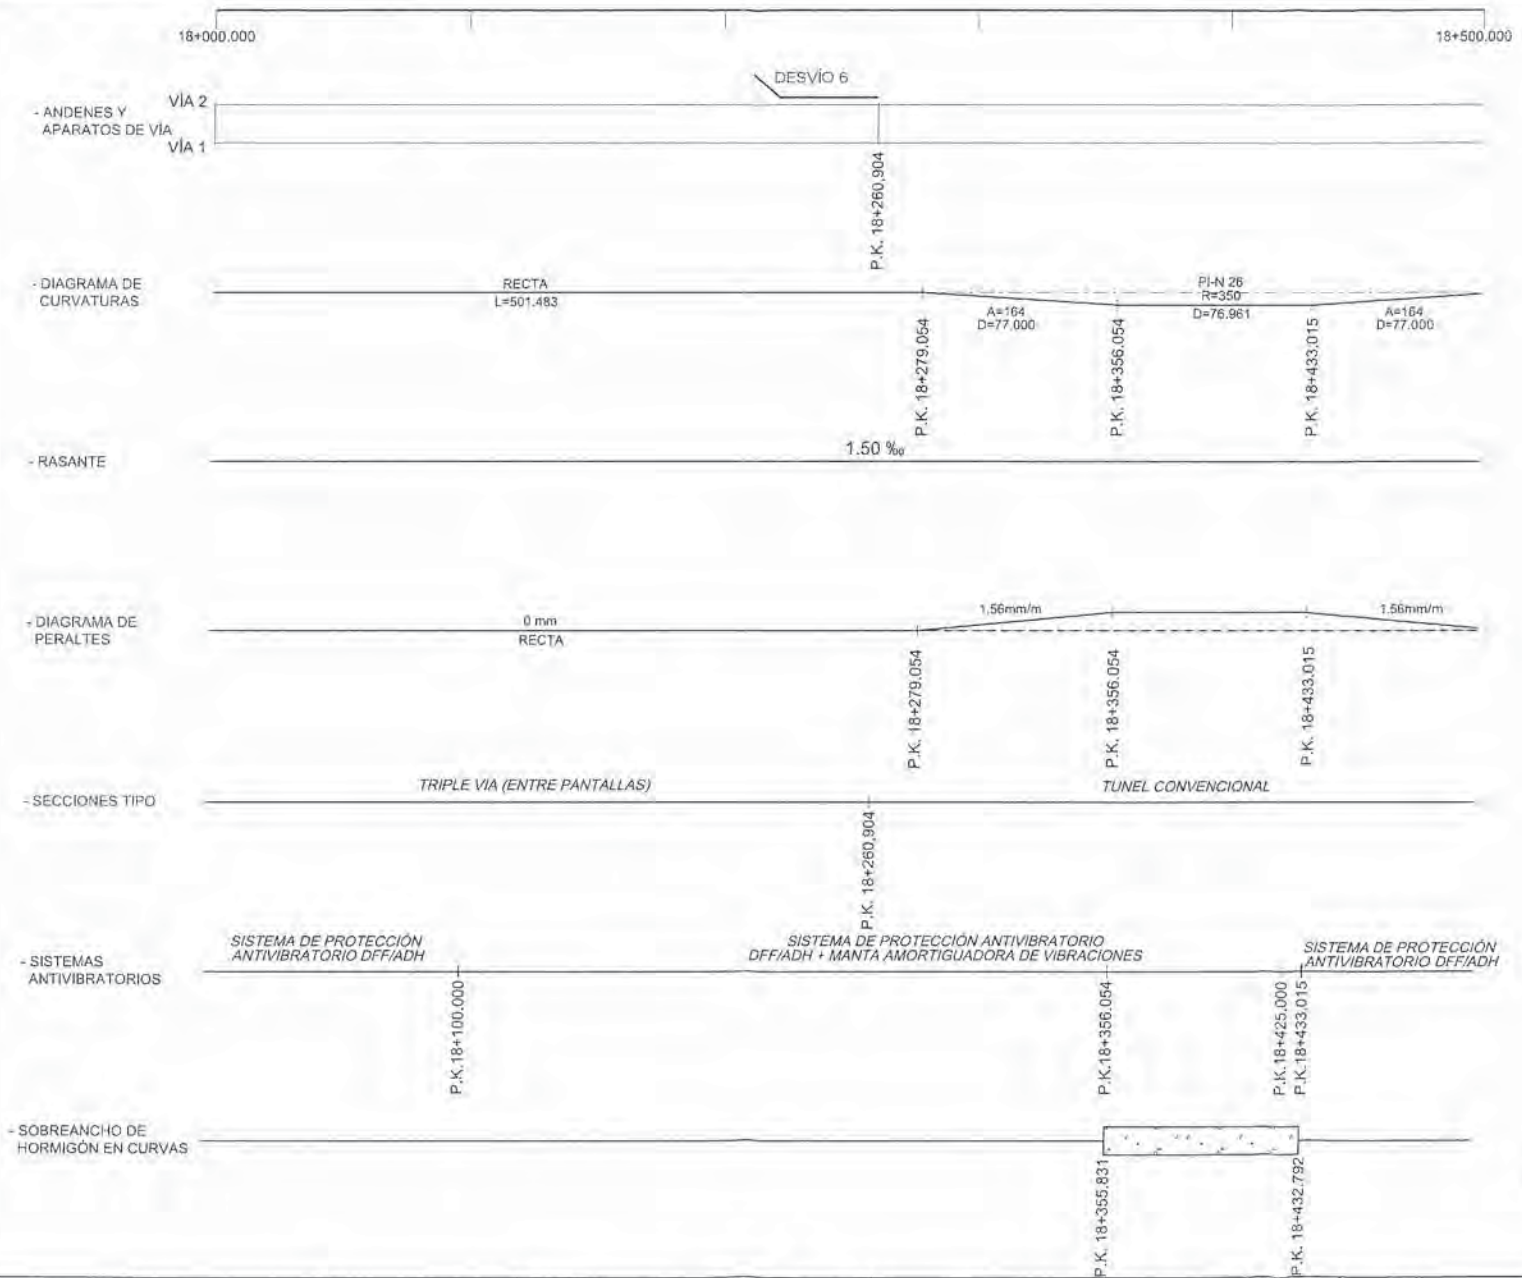 18+000.000
18+500.000
DESVÍO 6
VÍA 2
- ANDENES Y
APARATOS DE VÍA
VÍA 1
P.K. 18+260,904
- DIAGRAMA DE
CURVATURAS
RECTA
L=501.483
PI-N 26
R=350
D=76.961
A=164
D=77.000
A=164
D=77.000
P.K. 18+279.054
P.K. 18+356.054
P.K. 18+433.015
- RASANTE
1.50 ‰
- DIAGRAMA DE
PERALTES
0 mm
RECTA
1.56mm/m
1.56mm/m
P.K. 18+279.054
P.K. 18+356.054
P.K. 18+433.015
- SECCIONES TIPO
TRIPLE VIA (ENTRE PANTALLAS)
TUNEL CONVENCIONAL
P.K. 18+260,904
- SISTEMAS
ANTIVIBRATORIOS
SISTEMA DE PROTECCIÓN
ANTIVIBRATORIO DFF/ADH
SISTEMA DE PROTECCIÓN ANTIVIBRATORIO
DFF/ADH + MANTA AMORTIGUADORA DE VIBRACIONES
SISTEMA DE PROTECCIÓN
ANTIVIBRATORIO DFF/ADH
P.K.18+100.000
P.K.18+356.054
P.K.18+425.000
P.K.18+433.015
- SOBREANCHO DE
HORMIGÓN EN CURVAS
P.K. 18+355.831
P.K. 18+432.792